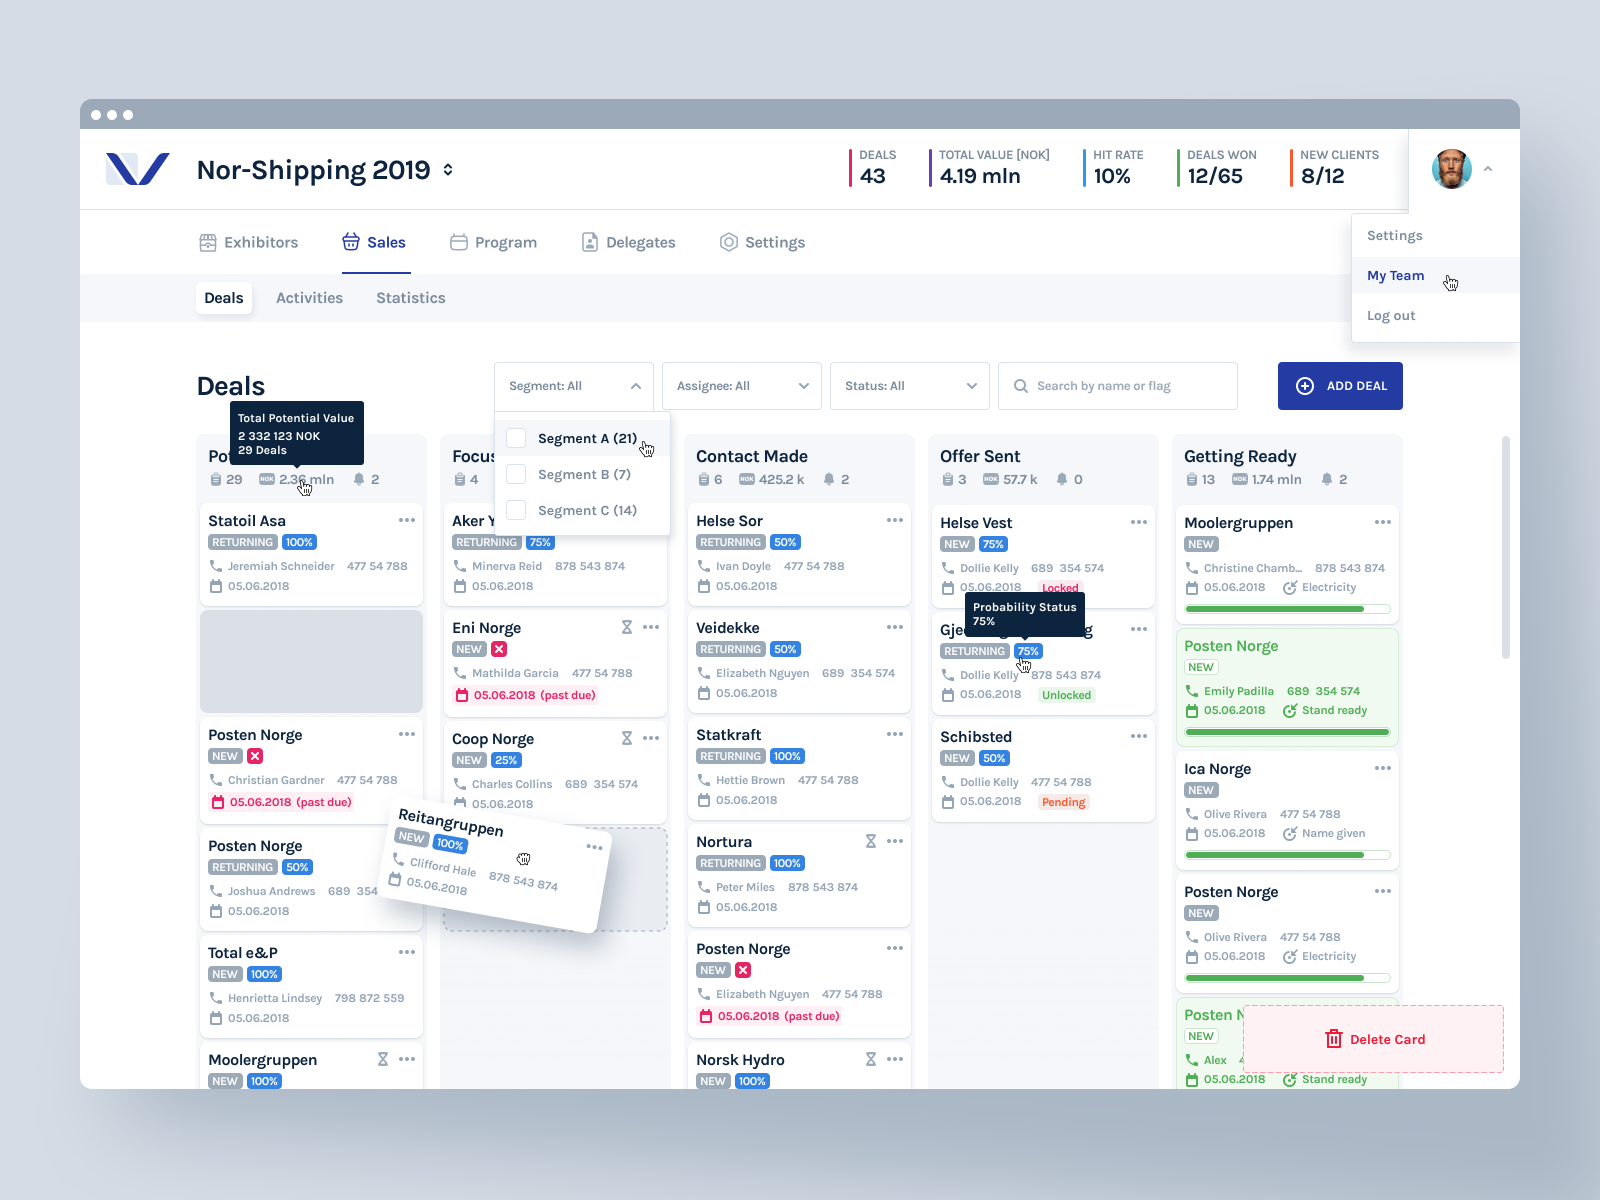 Nor-Shipping 2019
DEALS
43
TOTAL VALUE [NOK]
4.19 mln
HIT RATE
10%
DEALS WON
12/65
NEW CLIENTS
8/12
Exhibitors
Sales
Program
Delegates
Settings
Settings
My Team
Log out
Deals
Activities
Statistics
Deals
Segment: All
Assignee: All
Status: All
Search by name or flag
ADD DEAL
Segment A (21)
Segment B (7)
Segment C (14)
Total Potential Value
2 332 123 NOK
29 Deals
29 NOK 2.36 mln 2
Statoil Asa
RETURNING 100%
Jeremiah Schneider 477 54 788
05.06.2018
Posten Norge
NEW
Christian Gardner 477 54 788
05.06.2018 (past due)
Posten Norge
RETURNING 50%
Joshua Andrews 689 354
05.06.2018
Total e&P
NEW 100%
Henrietta Lindsey 798 872 559
05.06.2018
Moolergruppen
NEW 100%
4
Aker
RETURNING 75%
Minerva Reid 878 543 874
05.06.2018
Eni Norge
NEW
Mathilda Garcia 477 54 788
05.06.2018 (past due)
Coop Norge
NEW 25%
Charles Collins 689 354 574
05.06.2018
Reitangruppen
NEW 100%
Clifford Hale 878 543 874
05.06.2018
Contact Made
6 NOK 425.2 k 2
Helse Sor
RETURNING 50%
Ivan Doyle 477 54 788
05.06.2018
Veidekke
RETURNING 50%
Elizabeth Nguyen 689 354 574
05.06.2018
Statkraft
RETURNING 100%
Hettie Brown 477 54 788
05.06.2018
Nortura
RETURNING 100%
Peter Miles 878 543 874
05.06.2018
Posten Norge
NEW
Elizabeth Nguyen 477 54 788
05.06.2018 (past due)
Norsk Hydro
NEW 100%
Offer Sent
3 NOK 57.7 k 0
Helse Vest
NEW 75%
Dollie Kelly 689 354 574
05.06.2018 Locked
Probability Status
75%
RETURNING 75%
Dollie Kelly 878 543 874
05.06.2018 Unlocked
Schibsted
NEW 50%
Dollie Kelly 477 54 788
05.06.2018 Pending
Getting Ready
13 NOK 1.74 mln 2
Moolergruppen
NEW
Christine Chamb... 878 543 874
05.06.2018 Electricity
Posten Norge
NEW
Emily Padilla 689 354 574
05.06.2018 Stand ready
Ica Norge
NEW
Olive Rivera 477 54 788
05.06.2018 Name given
Posten Norge
NEW
Olive Rivera 477 54 788
05.06.2018 Electricity
Posten N
NEW
Alex 4
05.06.2018 Stand ready
Delete Card